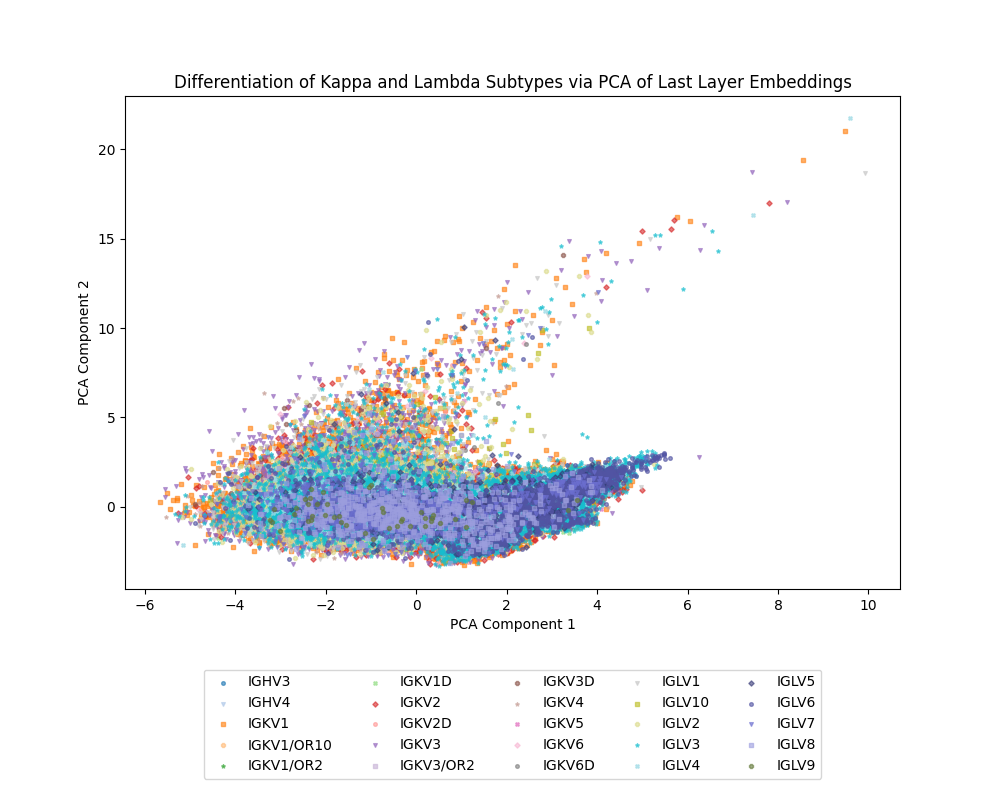 Differentiation of Kappa and Lambda Subtypes via PCA of Last Layer Embeddings
PCA Component 2
20
15
10
5
0
−6 −4 −2 0 2 4 6 8 10
PCA Component 1
IGHV3 IGKV1D IGKV3D IGLV1 IGLV5
IGHV4 IGKV2 IGKV4 IGLV10 IGLV6
IGKV1 IGKV2D IGKV5 IGLV2 IGLV7
IGKV1/OR10 IGKV3 IGKV6 IGLV3 IGLV8
IGKV1/OR2 IGKV3/OR2 IGKV6D IGLV4 IGLV9